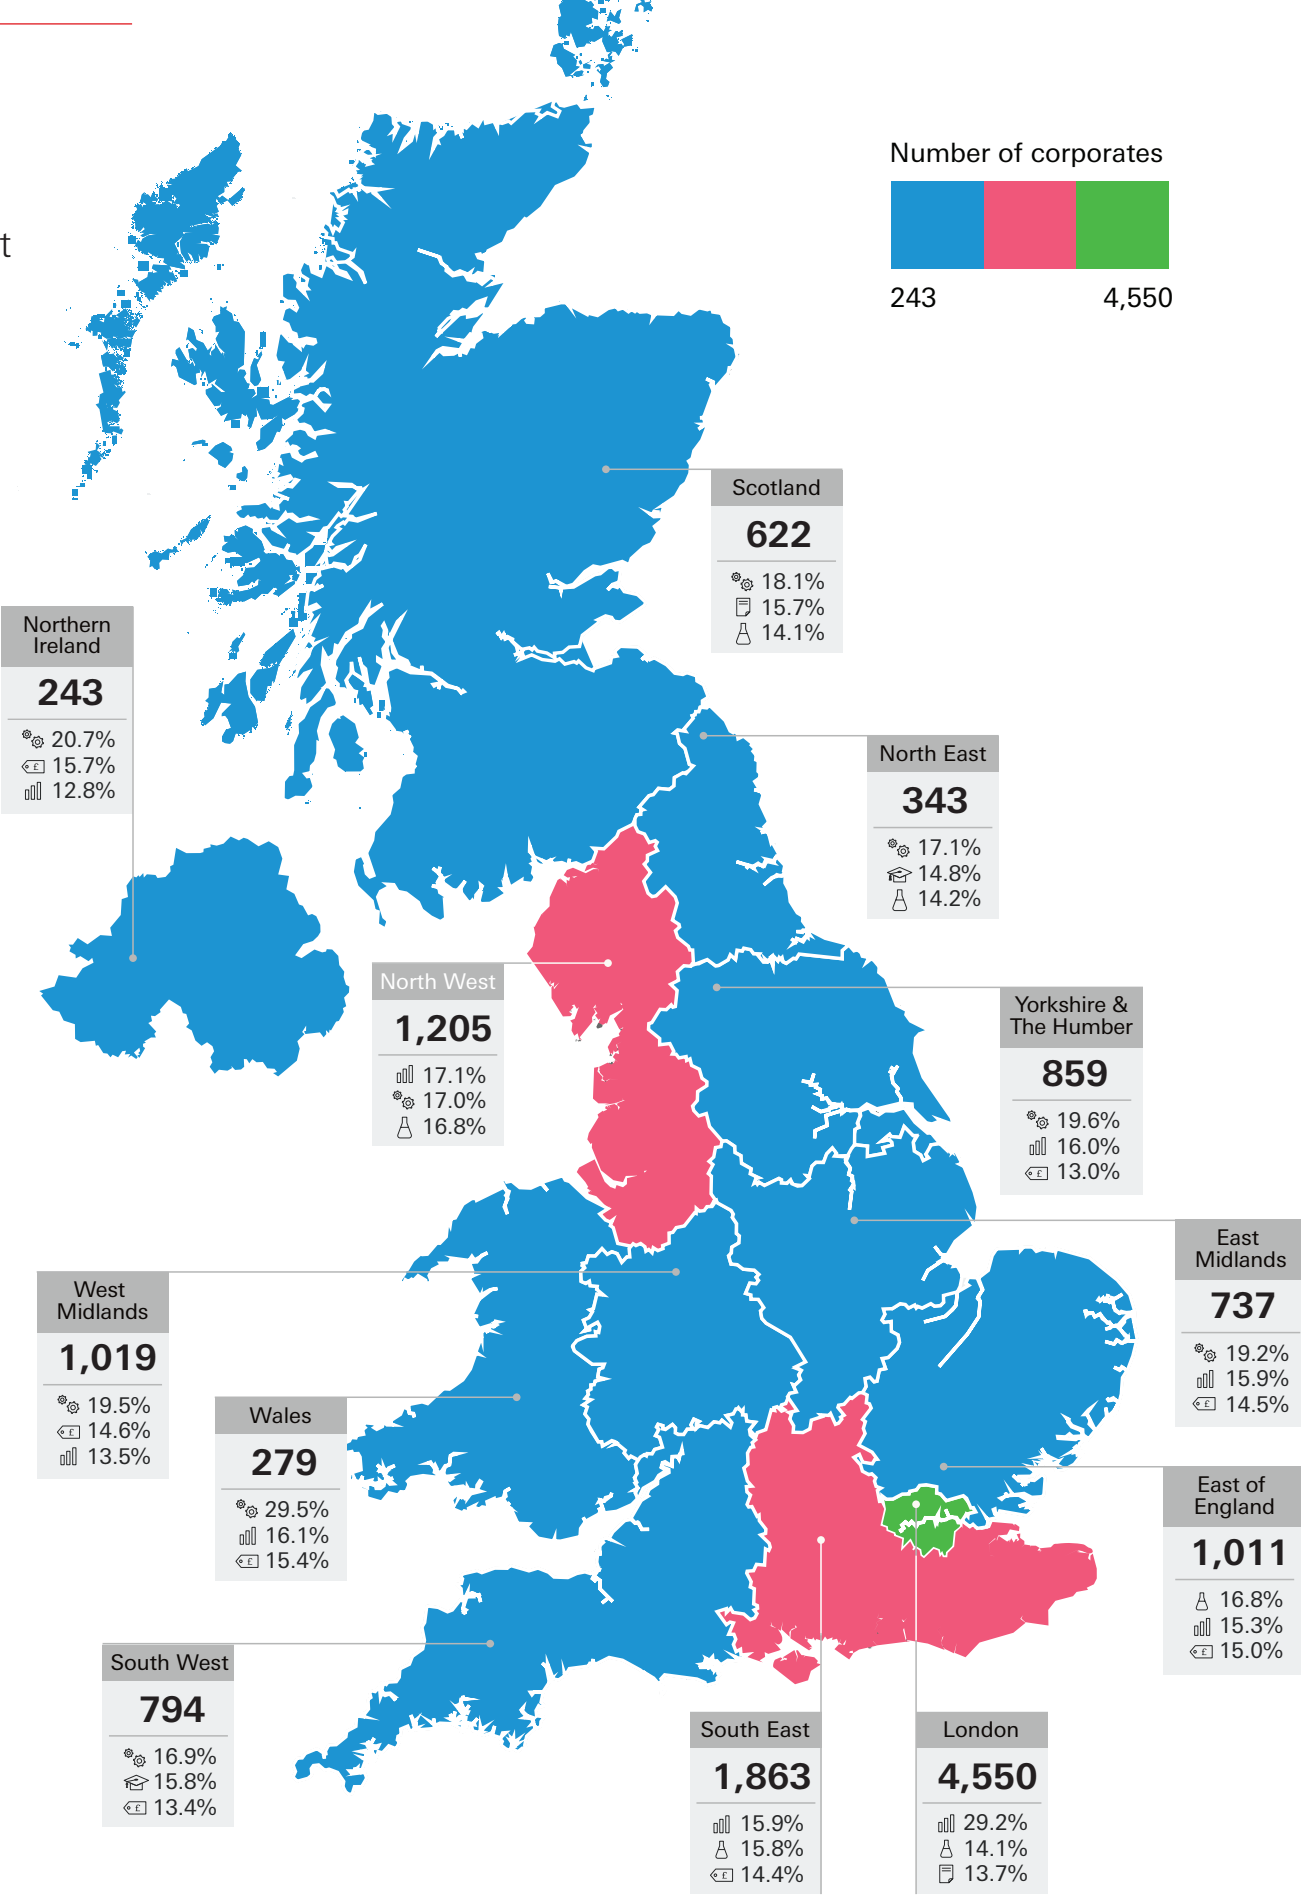 t
Number of corporates
243
4,550
Scotland
622
18.1%
15.7%
14.1%
Northern
Ireland
243
20.7%
£ 15.7%
12.8%
North East
343
17.1%
14.8%
14.2%
North West
1,205
17.1%
17.0%
16.8%
Yorkshire &
The Humber
859
19.6%
16.0%
£ 13.0%
East
Midlands
737
19.2%
15.9%
£ 14.5%
West
Midlands
1,019
19.5%
£ 14.6%
13.5%
Wales
279
29.5%
16.1%
£ 15.4%
East of
England
1,011
16.8%
15.3%
£ 15.0%
South West
794
16.9%
15.8%
£ 13.4%
South East
1,863
15.9%
15.8%
£ 14.4%
London
4,550
29.2%
14.1%
13.7%